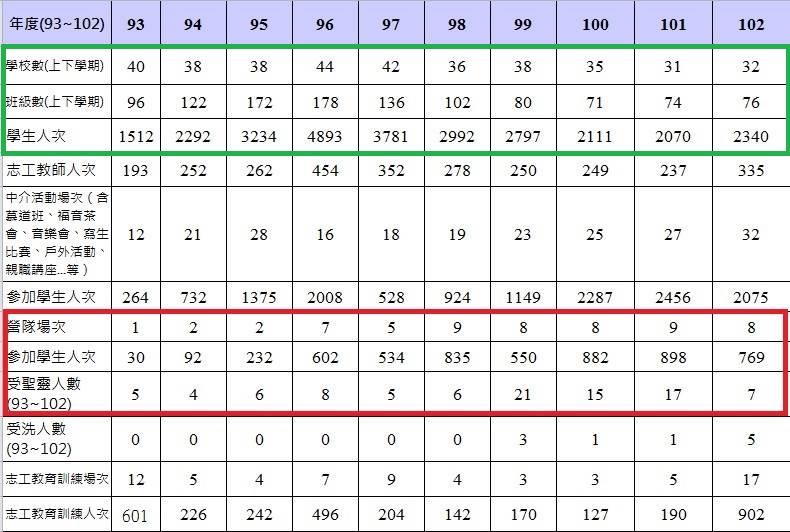 年度(93~102) 93 94 95 96 97 98 99 100 101 102
學校數(上下學期) 40 38 38 44 42 36 38 35 31 32
班級數(上下學期) 96 122 172 178 136 102 80 71 74 76
學生人次 1512 2292 3234 4893 3781 2992 2797 2111 2070 2340
志工教師人次 193 252 262 454 352 278 250 249 237 335
中介活動場次（含
慕道班、福音茶
會、音樂會、寫生
比賽、戶外活動、
親職講座...等）
12 21 28 16 18 19 23 25 27 32
參加學生人次 264 732 1375 2008 528 924 1149 2287 2456 2075
營隊場次 1 2 2 7 5 9 8 8 9 8
參加學生人次 30 92 232 602 534 835 550 882 898 769
受聖靈人數
(93~102)
5 4 6 8 5 6 21 15 17 7
受洗人數
(93~102)
0 0 0 0 0 0 3 1 1 5
志工教育訓練場次 12 5 4 7 9 4 3 3 5 17
志工教育訓練人次 601 226 242 496 204 142 170 127 190 902